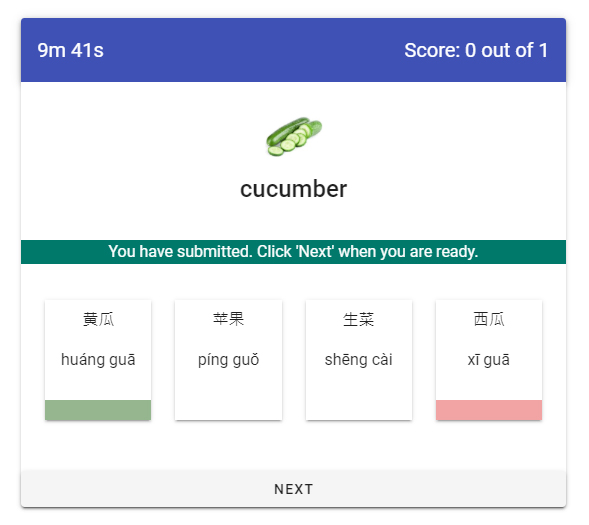 9m 41s
Score: 0 out of 1
cucumber
You have submitted. Click 'Next' when you are ready.
黄瓜
huáng guā
苹果
píng guǒ
生菜
shēng cài
西瓜
xī guā
NEXT